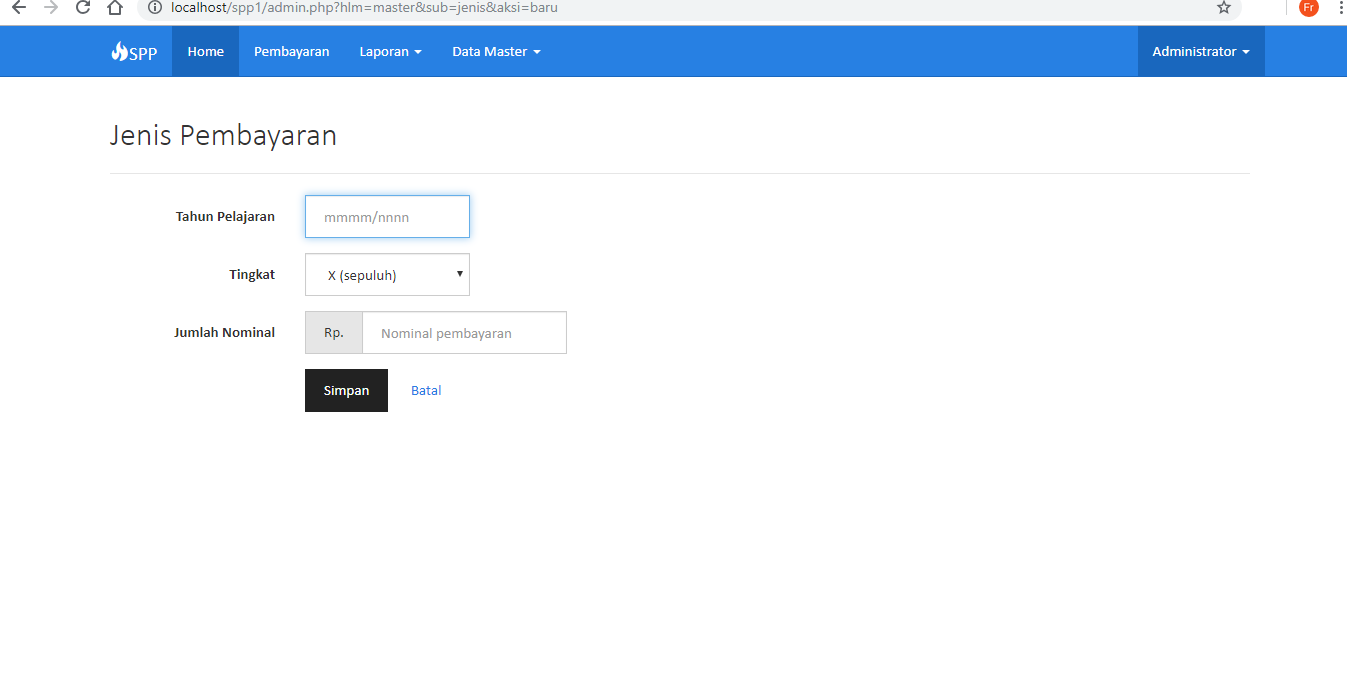 localhost/spp1/admin.php?hlm=master&sub=jenis&aksi=baru
Fr
SPP Home Pembayaran Laporan Data Master Administrator
Jenis Pembayaran
Tahun Pelajaran mmmm/nnnn
Tingkat X (sepuluh)
Jumlah Nominal Rp. Nominal pembayaran
Simpan Batal